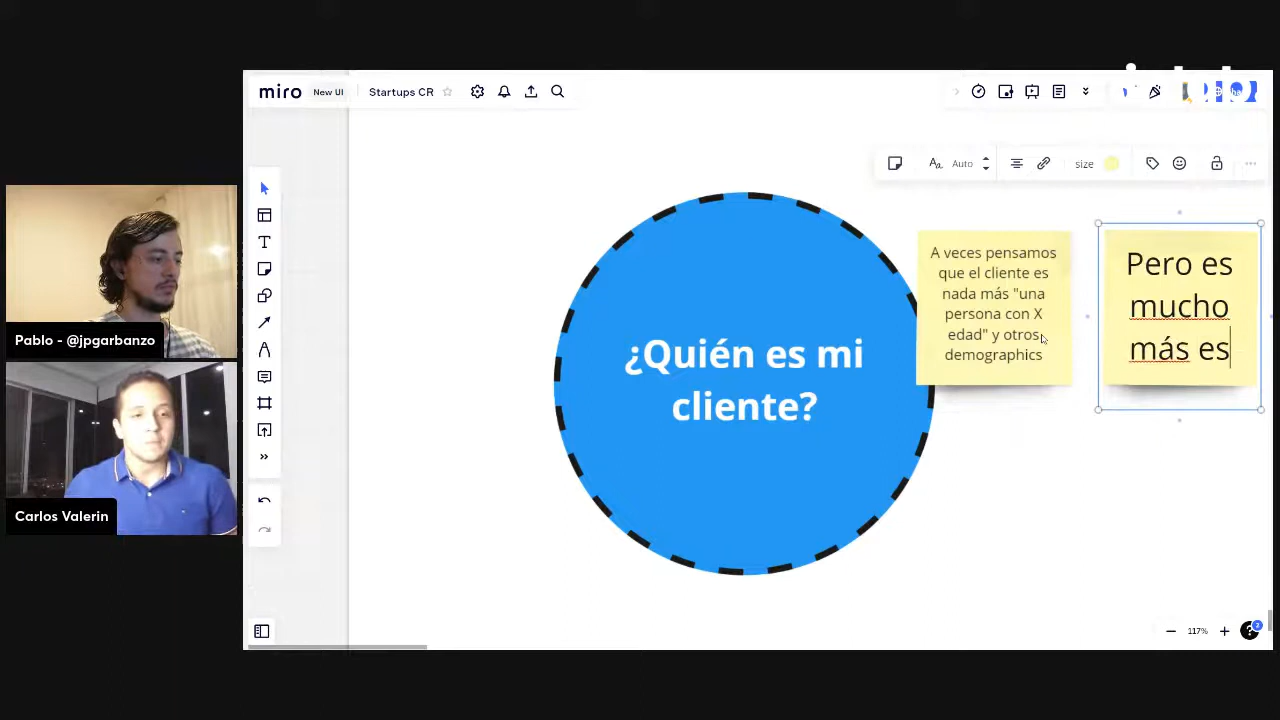 miro
New UI
Startups CR
Auto
size
A veces pensamos
que el cliente es
nada más "una
persona con X
edad" y otros
demographics
Pero es
mucho
más es
¿Quién es mi
cliente?
Pablo - @jpgarbanzo
Carlos Valerin
117%
?
2